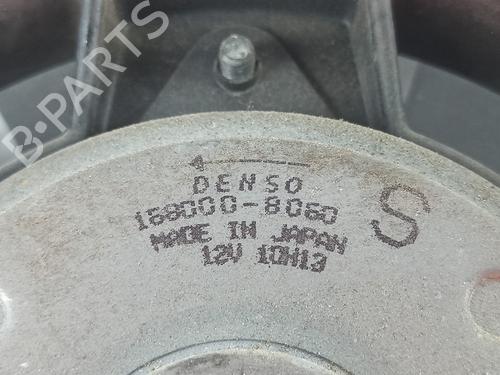 B-PARTS
DENSO
168000-8060
MADE IN JAPAN
S
12V 10H13